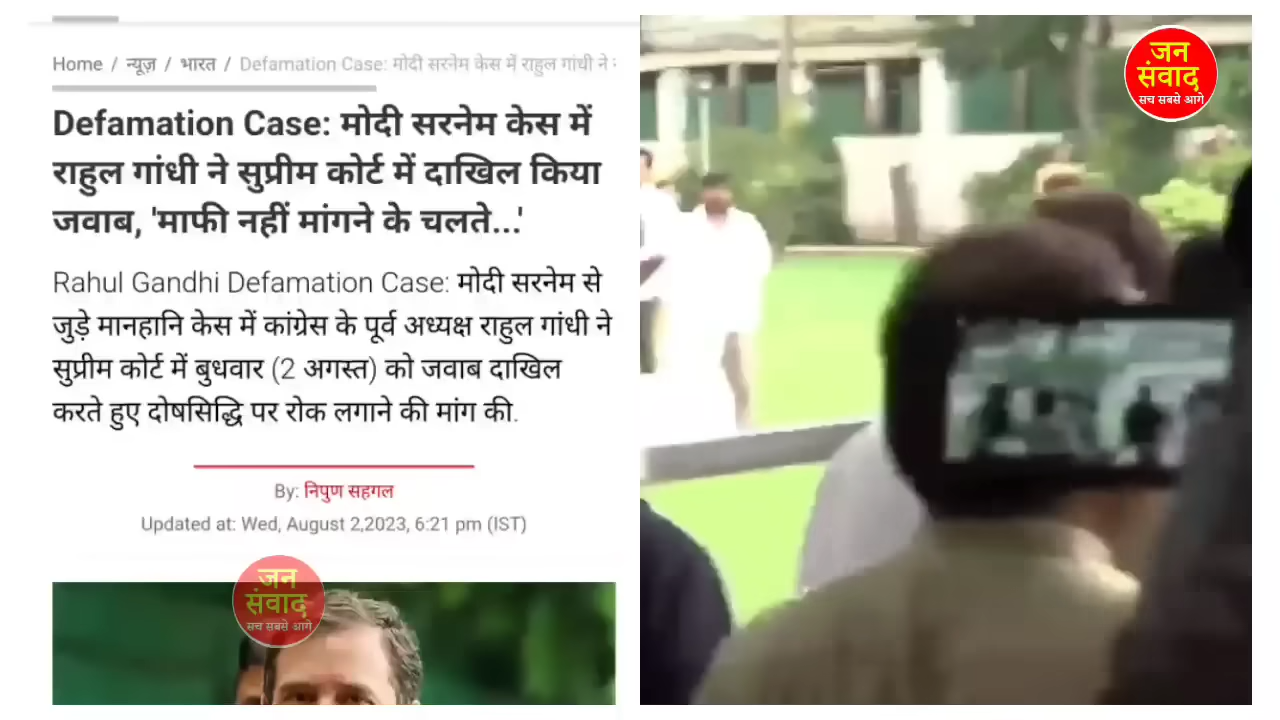 Home / न्यूज़ / भारत / Defamation Case: मोदी सरनेम केस में राहुल गांधी ने
Defamation Case: मोदी सरनेम केस में
राहुल गांधी ने सुप्रीम कोर्ट में दाखिल किया
जवाब, 'माफी नहीं मांगने के चलते...'
Rahul Gandhi Defamation Case: मोदी सरनेम से
जुड़े मानहानि केस में कांग्रेस के पूर्व अध्यक्ष राहुल गांधी ने
सुप्रीम कोर्ट में बुधवार (2 अगस्त) को जवाब दाखिल
करते हुए दोषसिद्धि पर रोक लगाने की मांग की.
By: निपुण सहगल
Updated at: Wed, August 2,2023, 6:21 pm (IST)
जन
संवाद
सच सबसे आगे
जन
संवाद
सच सबसे आगे